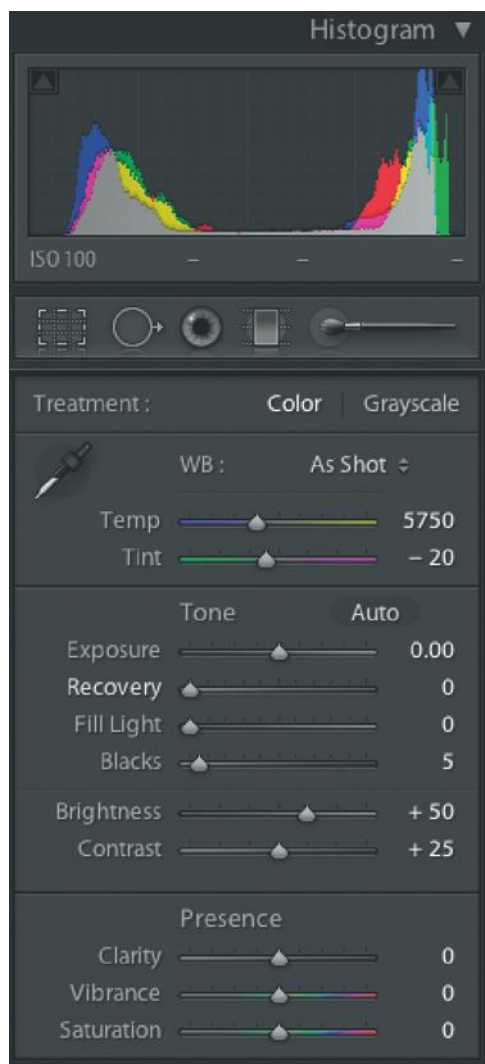 Histogram ▼
ISO 100 – – –
Treatment : Color | Grayscale
WB : As Shot
Temp 5750
Tint – 20
Tone Auto
Exposure 0.00
Recovery 0
Fill Light 0
Blacks 5
Brightness + 50
Contrast + 25
Presence
Clarity 0
Vibrance 0
Saturation 0